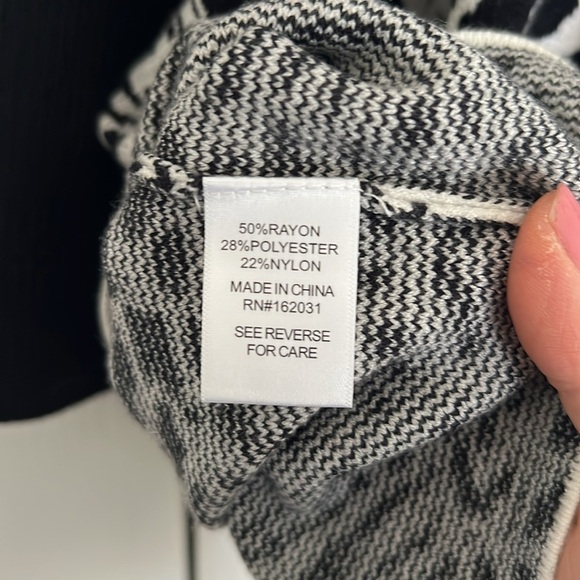 50%RAYON
28%POLYESTER
22%NYLON
MADE IN CHINA
RN#162031
SEE REVERSE
FOR CARE